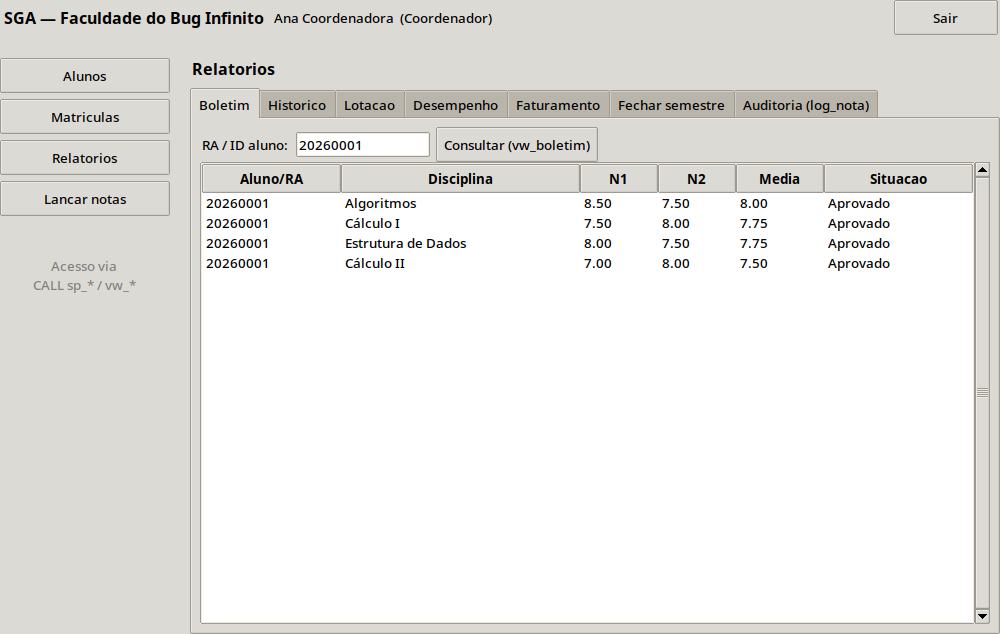 SGA — Faculdade do Bug Infinito Ana Coordenadora (Coordenador) Sair
Alunos
Matriculas
Relatorios
Lancar notas
Acesso via
CALL sp_* / vw_*
Relatorios
Boletim Historico Lotacao Desempenho Faturamento Fechar semestre Auditoria (log_nota)
RA / ID aluno: 20260001 Consultar (vw_boletim)
Aluno/RA Disciplina N1 N2 Media Situacao
20260001 Algoritmos 8.50 7.50 8.00 Aprovado
20260001 Cálculo I 7.50 8.00 7.75 Aprovado
20260001 Estrutura de Dados 8.00 7.50 7.75 Aprovado
20260001 Cálculo II 7.00 8.00 7.50 Aprovado